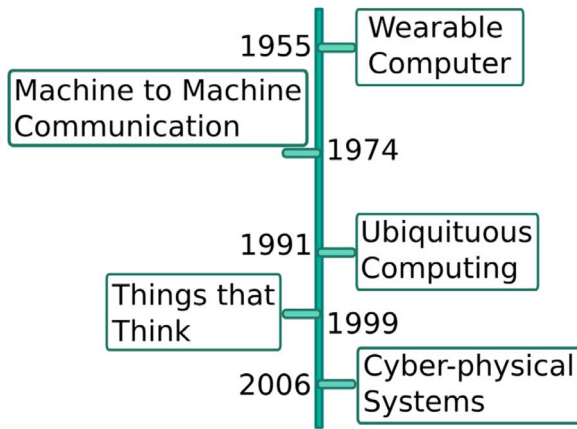 1955
Wearable
Computer
Machine to Machine
Communication
1974
1991
Ubiquituous
Computing
Things that
Think
1999
2006
Cyber-physical
Systems